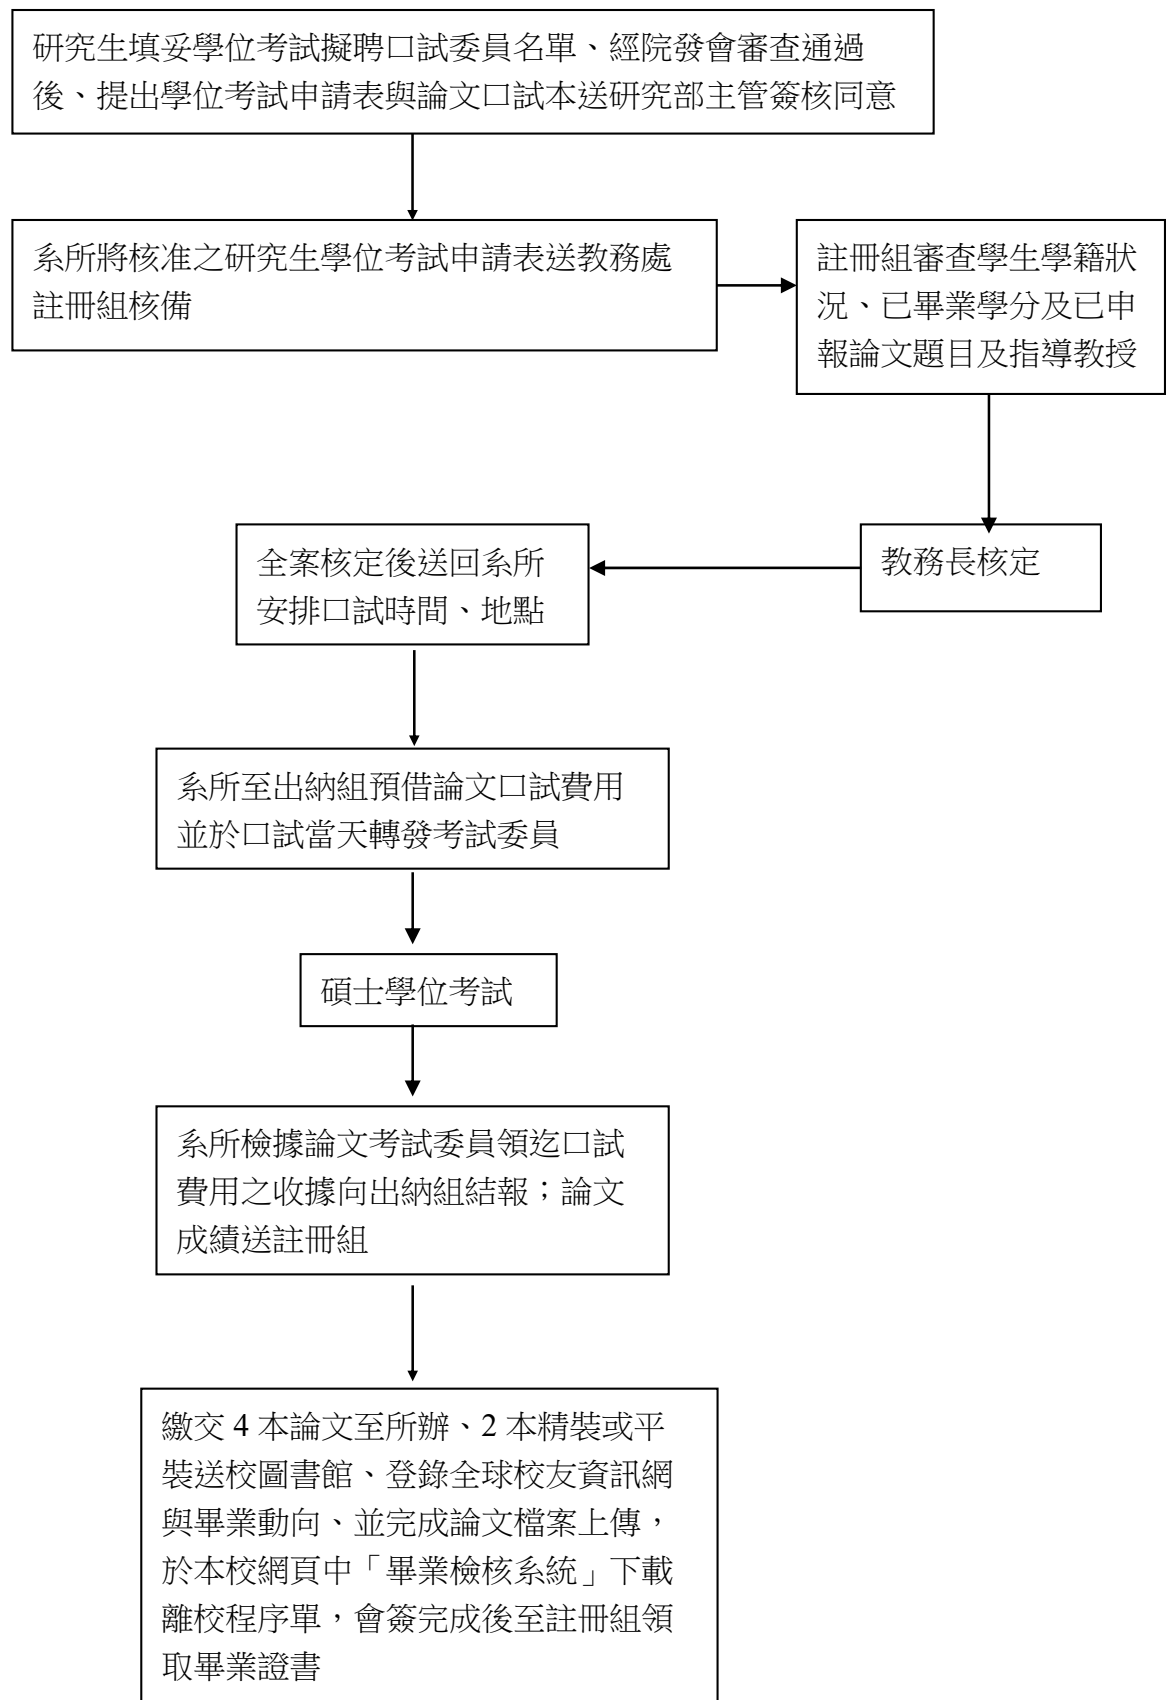 研究生填妥學位考試擬聘口試委員名單、經院發會審查通過
後、提出學位考試申請表與論文口試本送研究部主管簽核同意
系所將核准之研究生學位考試申請表送教務處
註冊組核備
註冊組審查學生學籍狀
況、已畢業學分及已申
報論文題目及指導教授
教務長核定
全案核定後送回系所
安排口試時間、地點
系所至出納組預借論文口試費用
並於口試當天轉發考試委員
碩士學位考試
系所檢據論文考試委員領迄口試
費用之收據向出納組結報；論文
成績送註冊組
繳交 4 本論文至所辦、2 本精裝或平
裝送校圖書館、登錄全球校友資訊網
與畢業動向、並完成論文檔案上傳，
於本校網頁中「畢業檢核系統」下載
離校程序單，會簽完成後至註冊組領
取畢業證書